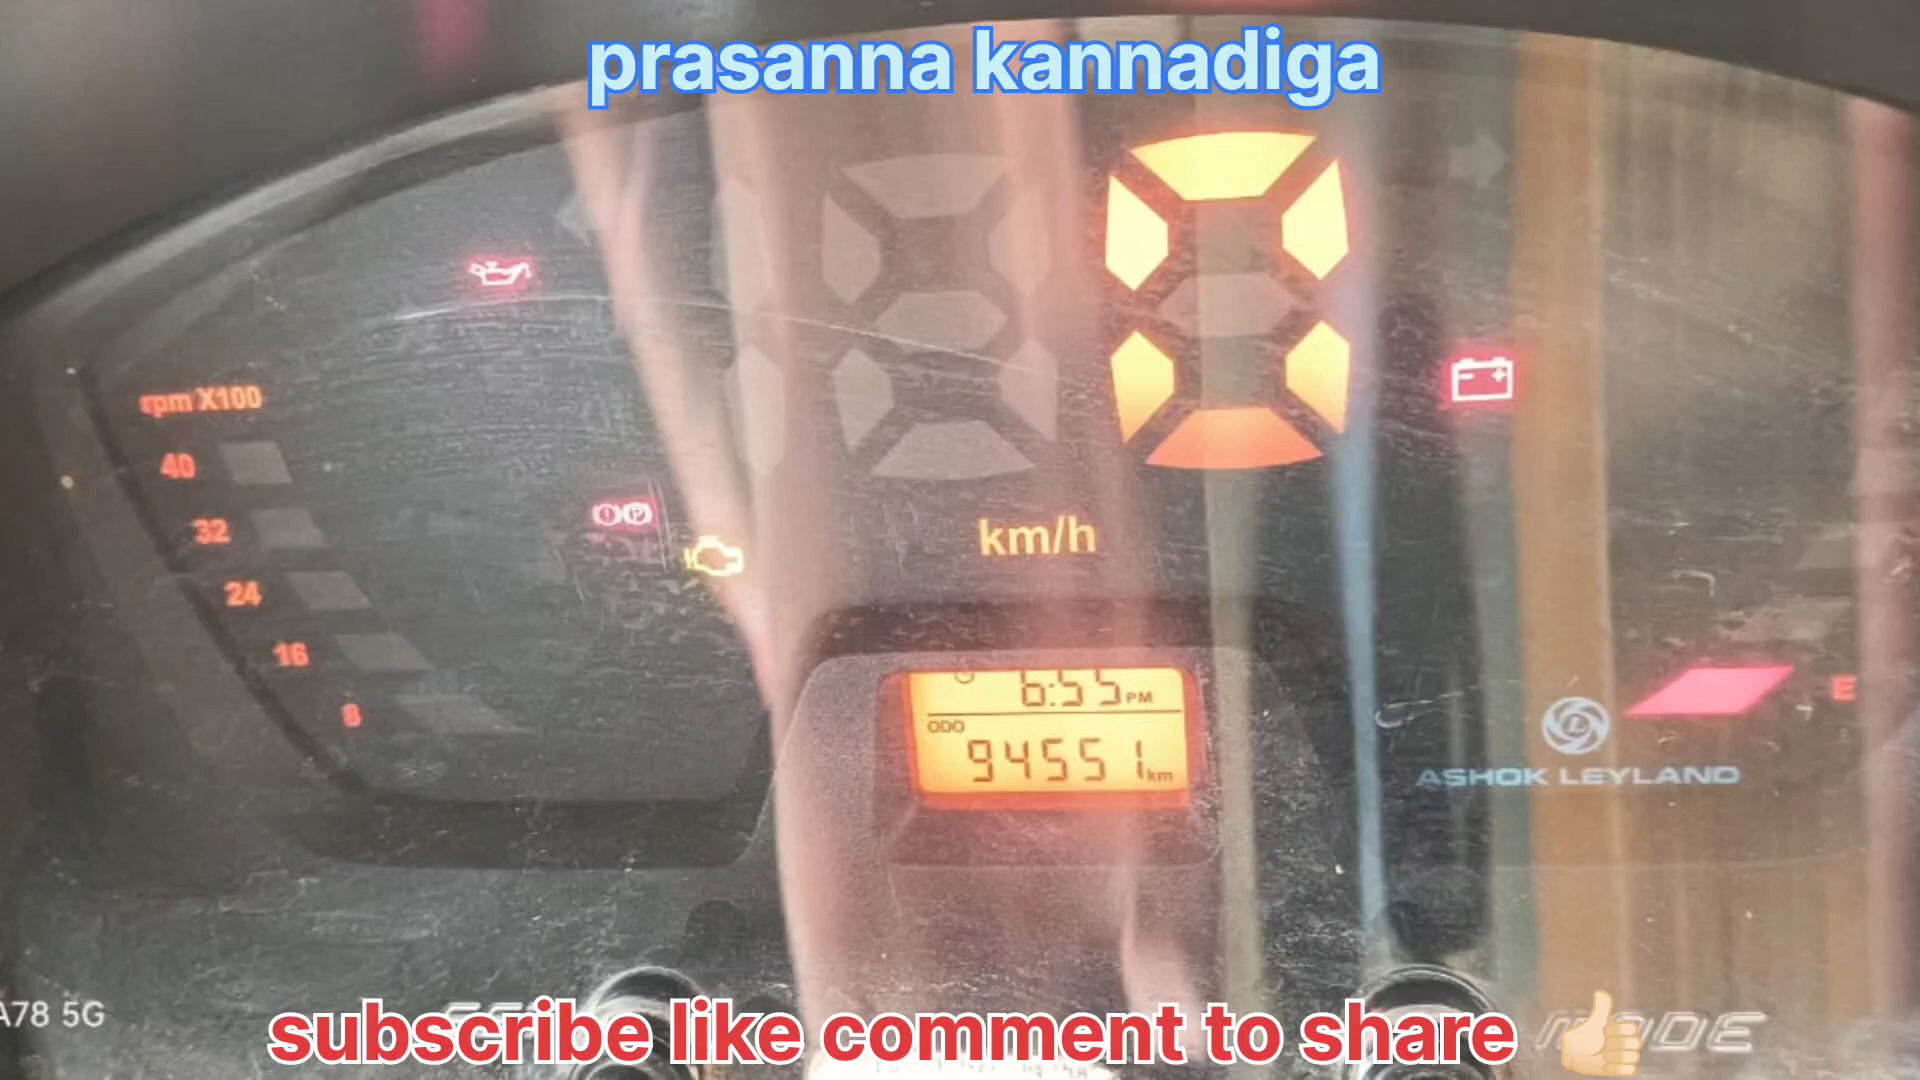 prasanna kannadiga
rpm X100
40
32
24
16
8
km/h
6:55 PM
ODO
94551 km
E
ASHOK LEYLAND
A78 5G
MODE
subscribe like comment to share 👍